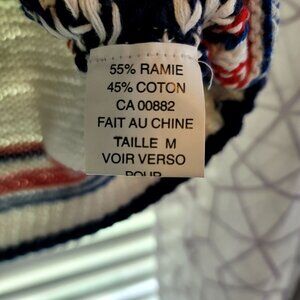 55% RAMIE
45% COTON
CA 00882
FAIT AU CHINE
TAILLE M
VOIR VERSO
POUR